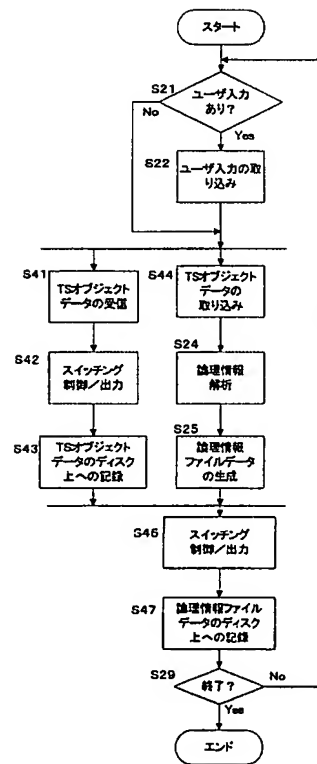 スタート
S21
ユーザ入力
あり?
No
Yes
S22
ユーザ入力の取
り込み
S41
TSオブジェクト
データの受信
S42
スイッチング
制御/出力
S43
TSオブジェクト
データのディスク
上への記録
S44
TSオブジェクト
データの
取り込み
S24
論理情報
解析
S25
論理情報
ファイルデータ
の生成
S46
スイッチング
制御/出力
S47
論理情報ファイル
データのディスク
上への記録
S29
終了?
No
Yes
エンド